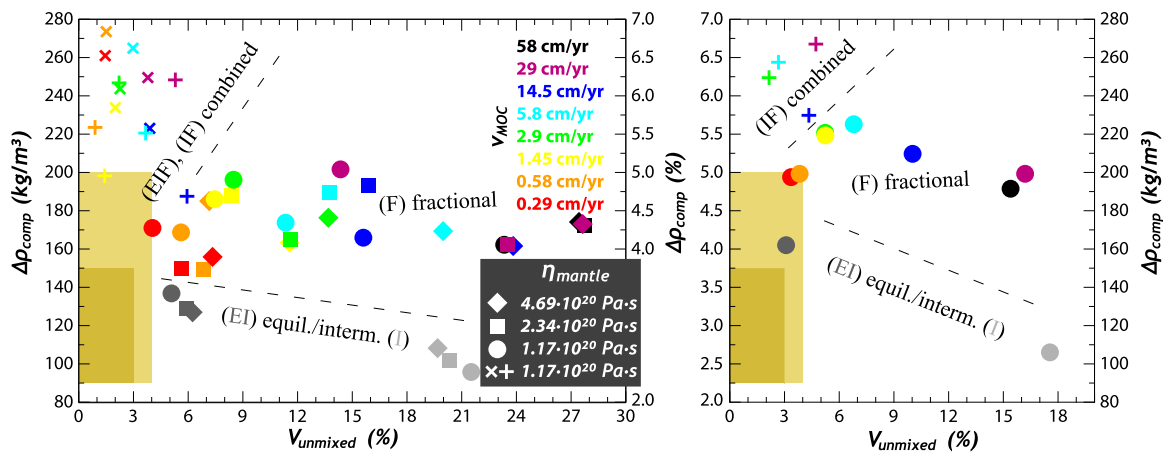 280
260
240
220
200
180
160
140
120
100
80
Δρcomp (kg/m³)
0 3 6 9 12 15 18 21 24 27 30
Vunmixed (%)
7.0
6.5
6.0
5.5
5.0
4.5
4.0
2.0
(EIF), (IF) combined
(F) fractional
(EI) equil./interm. (I)
vMOC
58 cm/yr
29 cm/yr
14.5 cm/yr
5.8 cm/yr
2.9 cm/yr
1.45 cm/yr
0.58 cm/yr
0.29 cm/yr
ηmantle
4.69·10²⁰ Pa·s
2.34·10²⁰ Pa·s
1.17·10²⁰ Pa·s
1.17·10²⁰ Pa·s
Δρcomp (%)
7.0
6.5
6.0
5.5
5.0
4.5
4.0
3.5
3.0
2.5
2.0
(IF) combined
(F) fractional
(EI) equil./interm. (I)
0 3 6 9 12 15 18
Vunmixed (%)
280
260
240
220
200
180
160
140
120
100
80
Δρcomp (kg/m³)